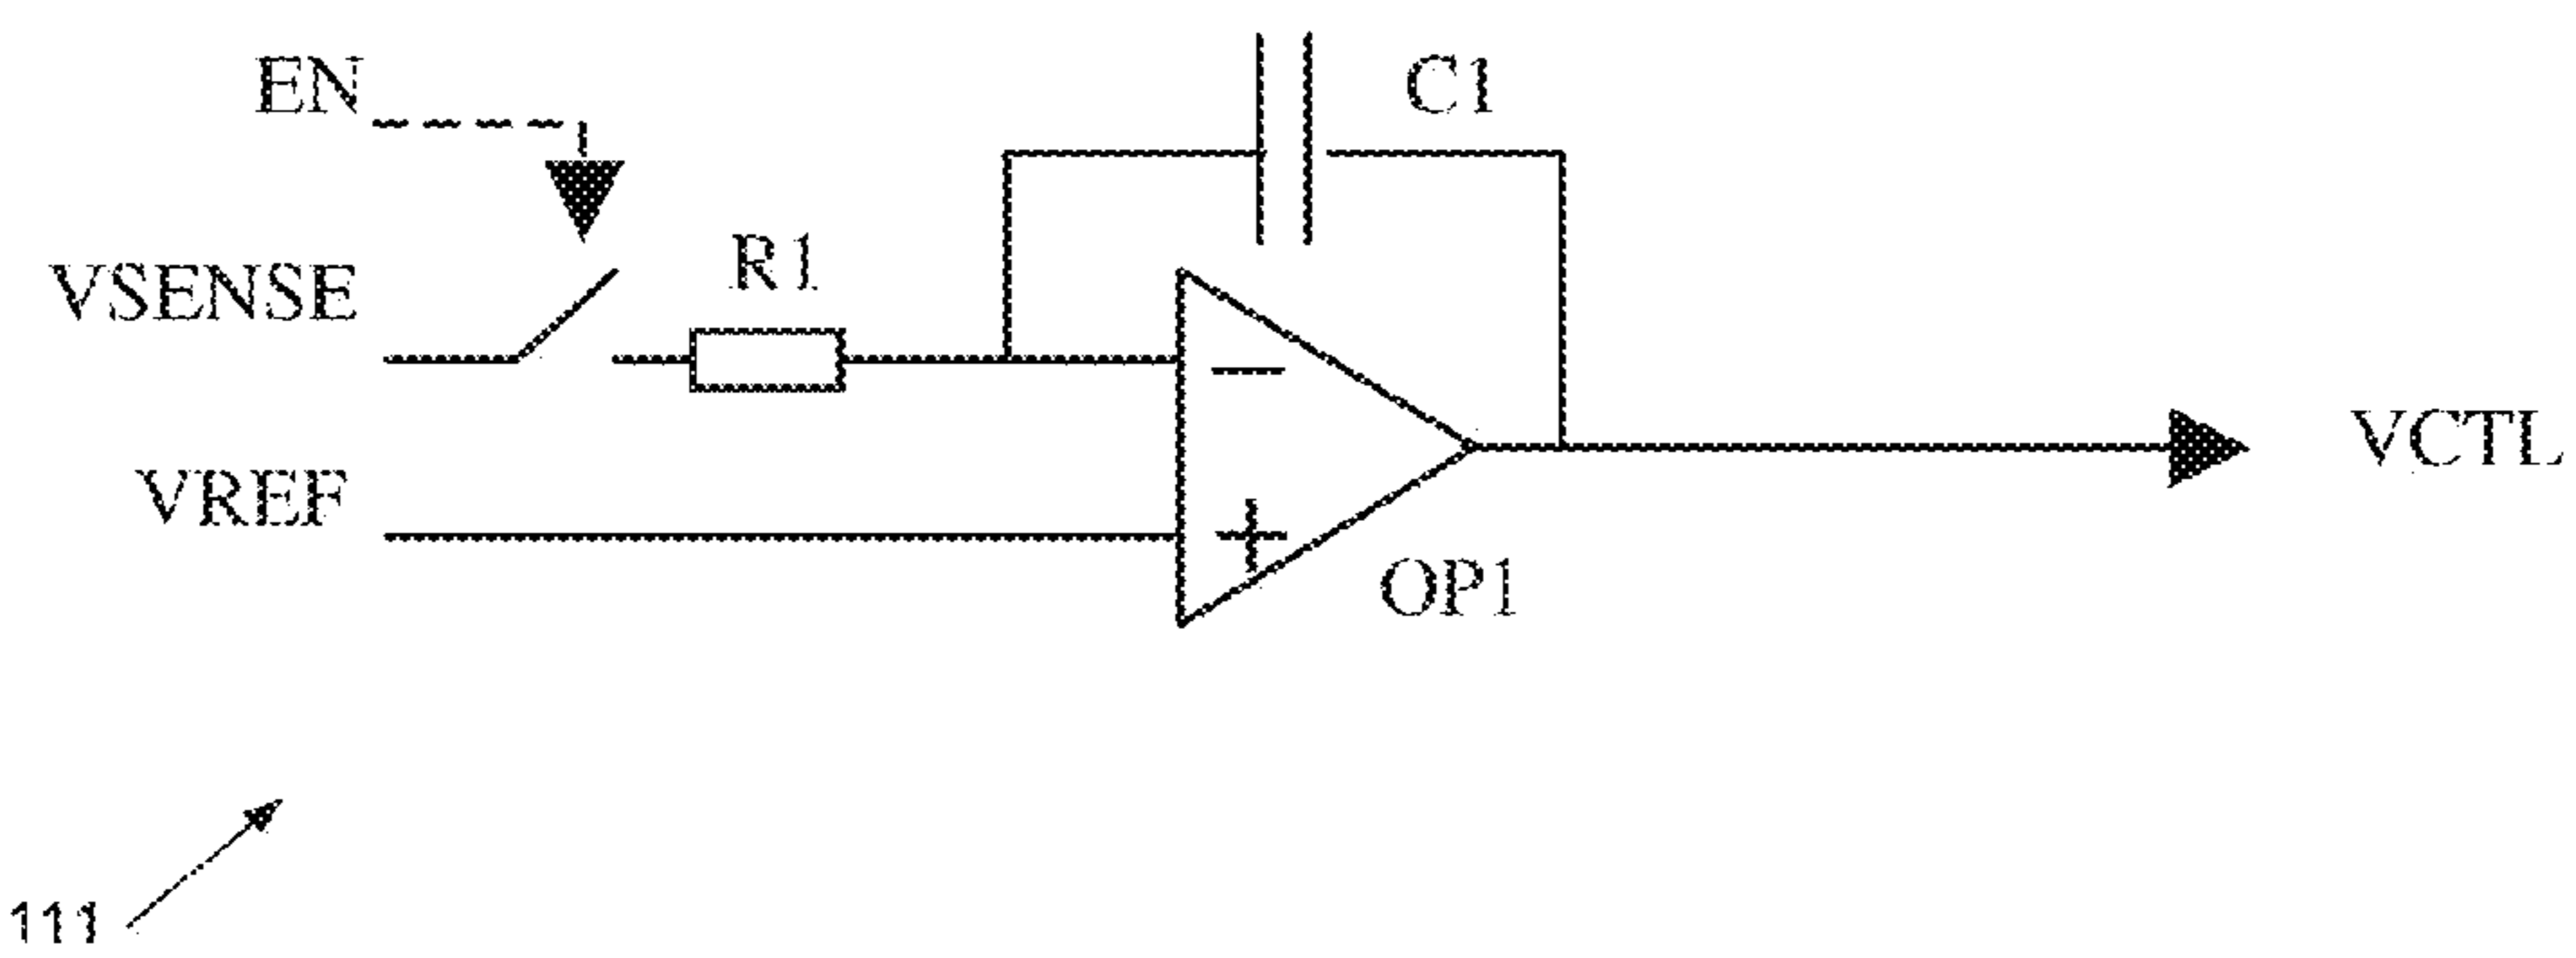 EN
C1
R1
VSENSE
VCTL
VREF
OP1
111